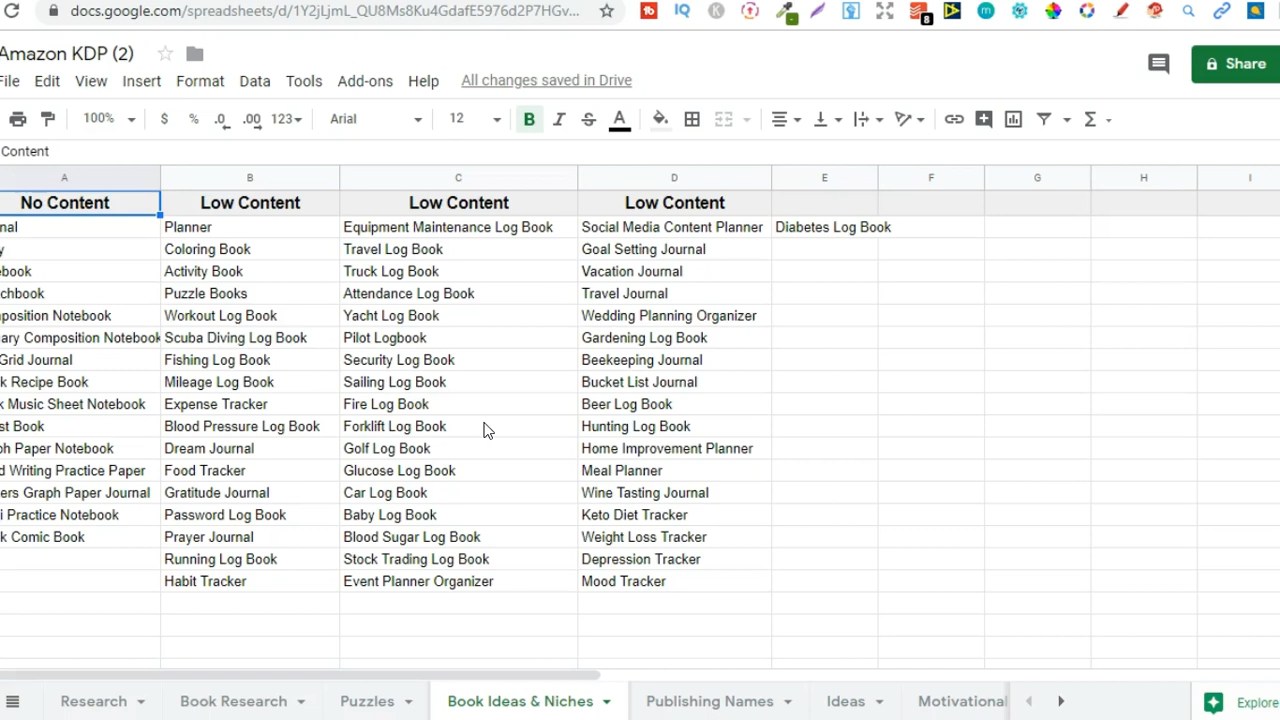 docs.google.com/spreadsheets/d/1Y2jLjmL_QU8Ms8Ku4GdafE5976d2P7HGv...
8
Amazon KDP (2)
File Edit View Insert Format Data Tools Add-ons Help All changes saved in Drive
Share
100% $ % .0 .00 123 Arial 12 B I S A
Content
A B C D E F G H I
No Content Low Content Low Content Low Content
nal Planner Equipment Maintenance Log Book Social Media Content Planner Diabetes Log Book
y Coloring Book Travel Log Book Goal Setting Journal
ebook Activity Book Truck Log Book Vacation Journal
chbook Puzzle Books Attendance Log Book Travel Journal
position Notebook Workout Log Book Yacht Log Book Wedding Planning Organizer
ary Composition Notebook Scuba Diving Log Book Pilot Logbook Gardening Log Book
Grid Journal Fishing Log Book Security Log Book Beekeeping Journal
k Recipe Book Mileage Log Book Sailing Log Book Bucket List Journal
k Music Sheet Notebook Expense Tracker Fire Log Book Beer Log Book
st Book Blood Pressure Log Book Forklift Log Book Hunting Log Book
ph Paper Notebook Dream Journal Golf Log Book Home Improvement Planner
d Writing Practice Paper Food Tracker Glucose Log Book Meal Planner
ers Graph Paper Journal Gratitude Journal Car Log Book Wine Tasting Journal
i Practice Notebook Password Log Book Baby Log Book Keto Diet Tracker
k Comic Book Prayer Journal Blood Sugar Log Book Weight Loss Tracker
Running Log Book Stock Trading Log Book Depression Tracker
Habit Tracker Event Planner Organizer Mood Tracker
Research Book Research Puzzles Book Ideas & Niches Publishing Names Ideas Motivational Explore